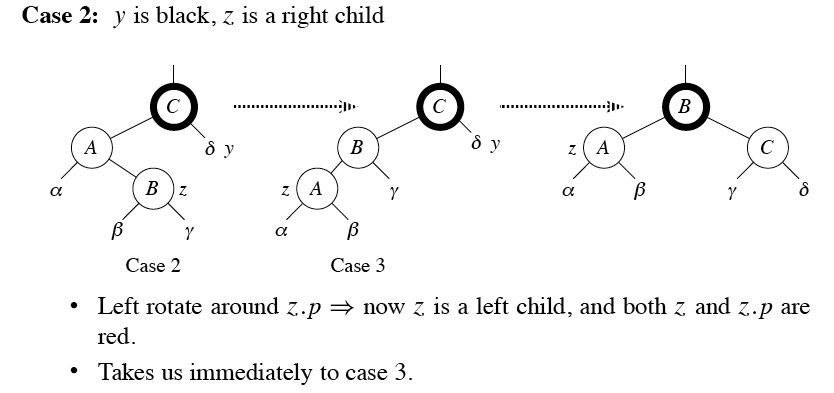 Case 2: y is black, z is a right child
C C B
A δ y B δ y z A C
α B z z A γ α β γ δ
β γ α β
Case 2 Case 3
• Left rotate around z.p ⇒ now z is a left child, and both z and z.p are
red.
• Takes us immediately to case 3.